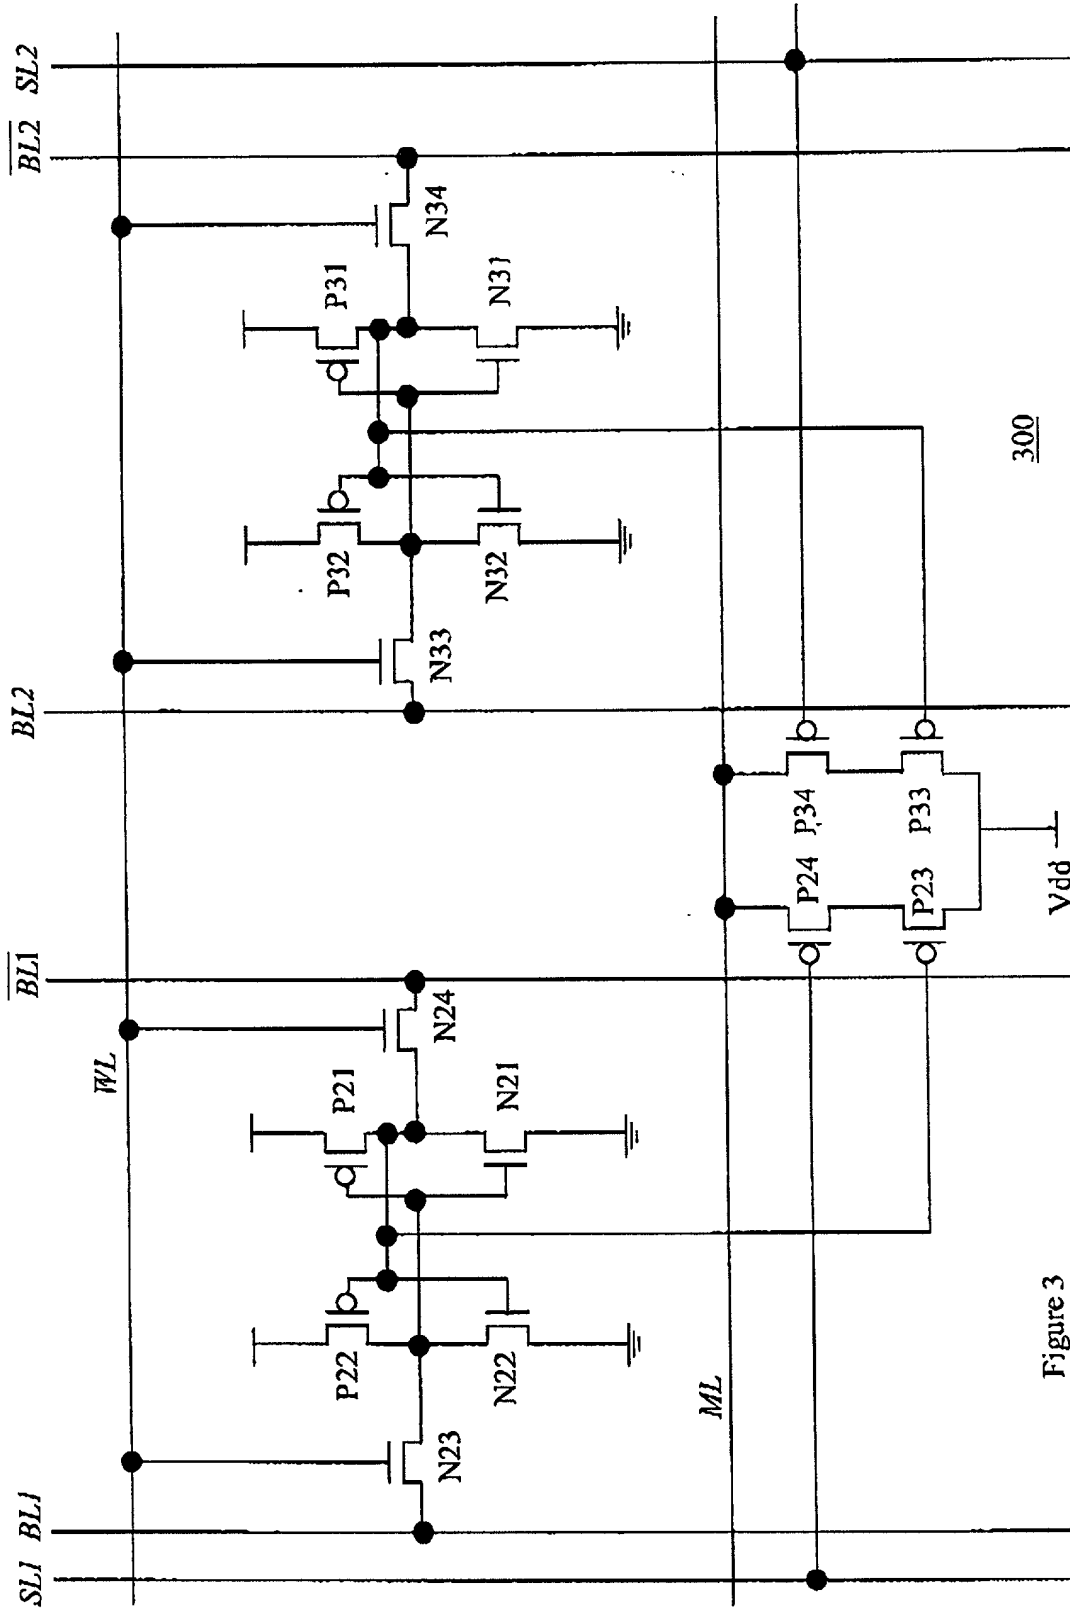 SL1
BL1
BL1
BL2
BL2
SL2
WL
N23
P22
N22
P21
N21
N24
N33
P32
N32
P31
N31
N34
ML
P24
P34
P23
P33
Vdd
Figure 3
300